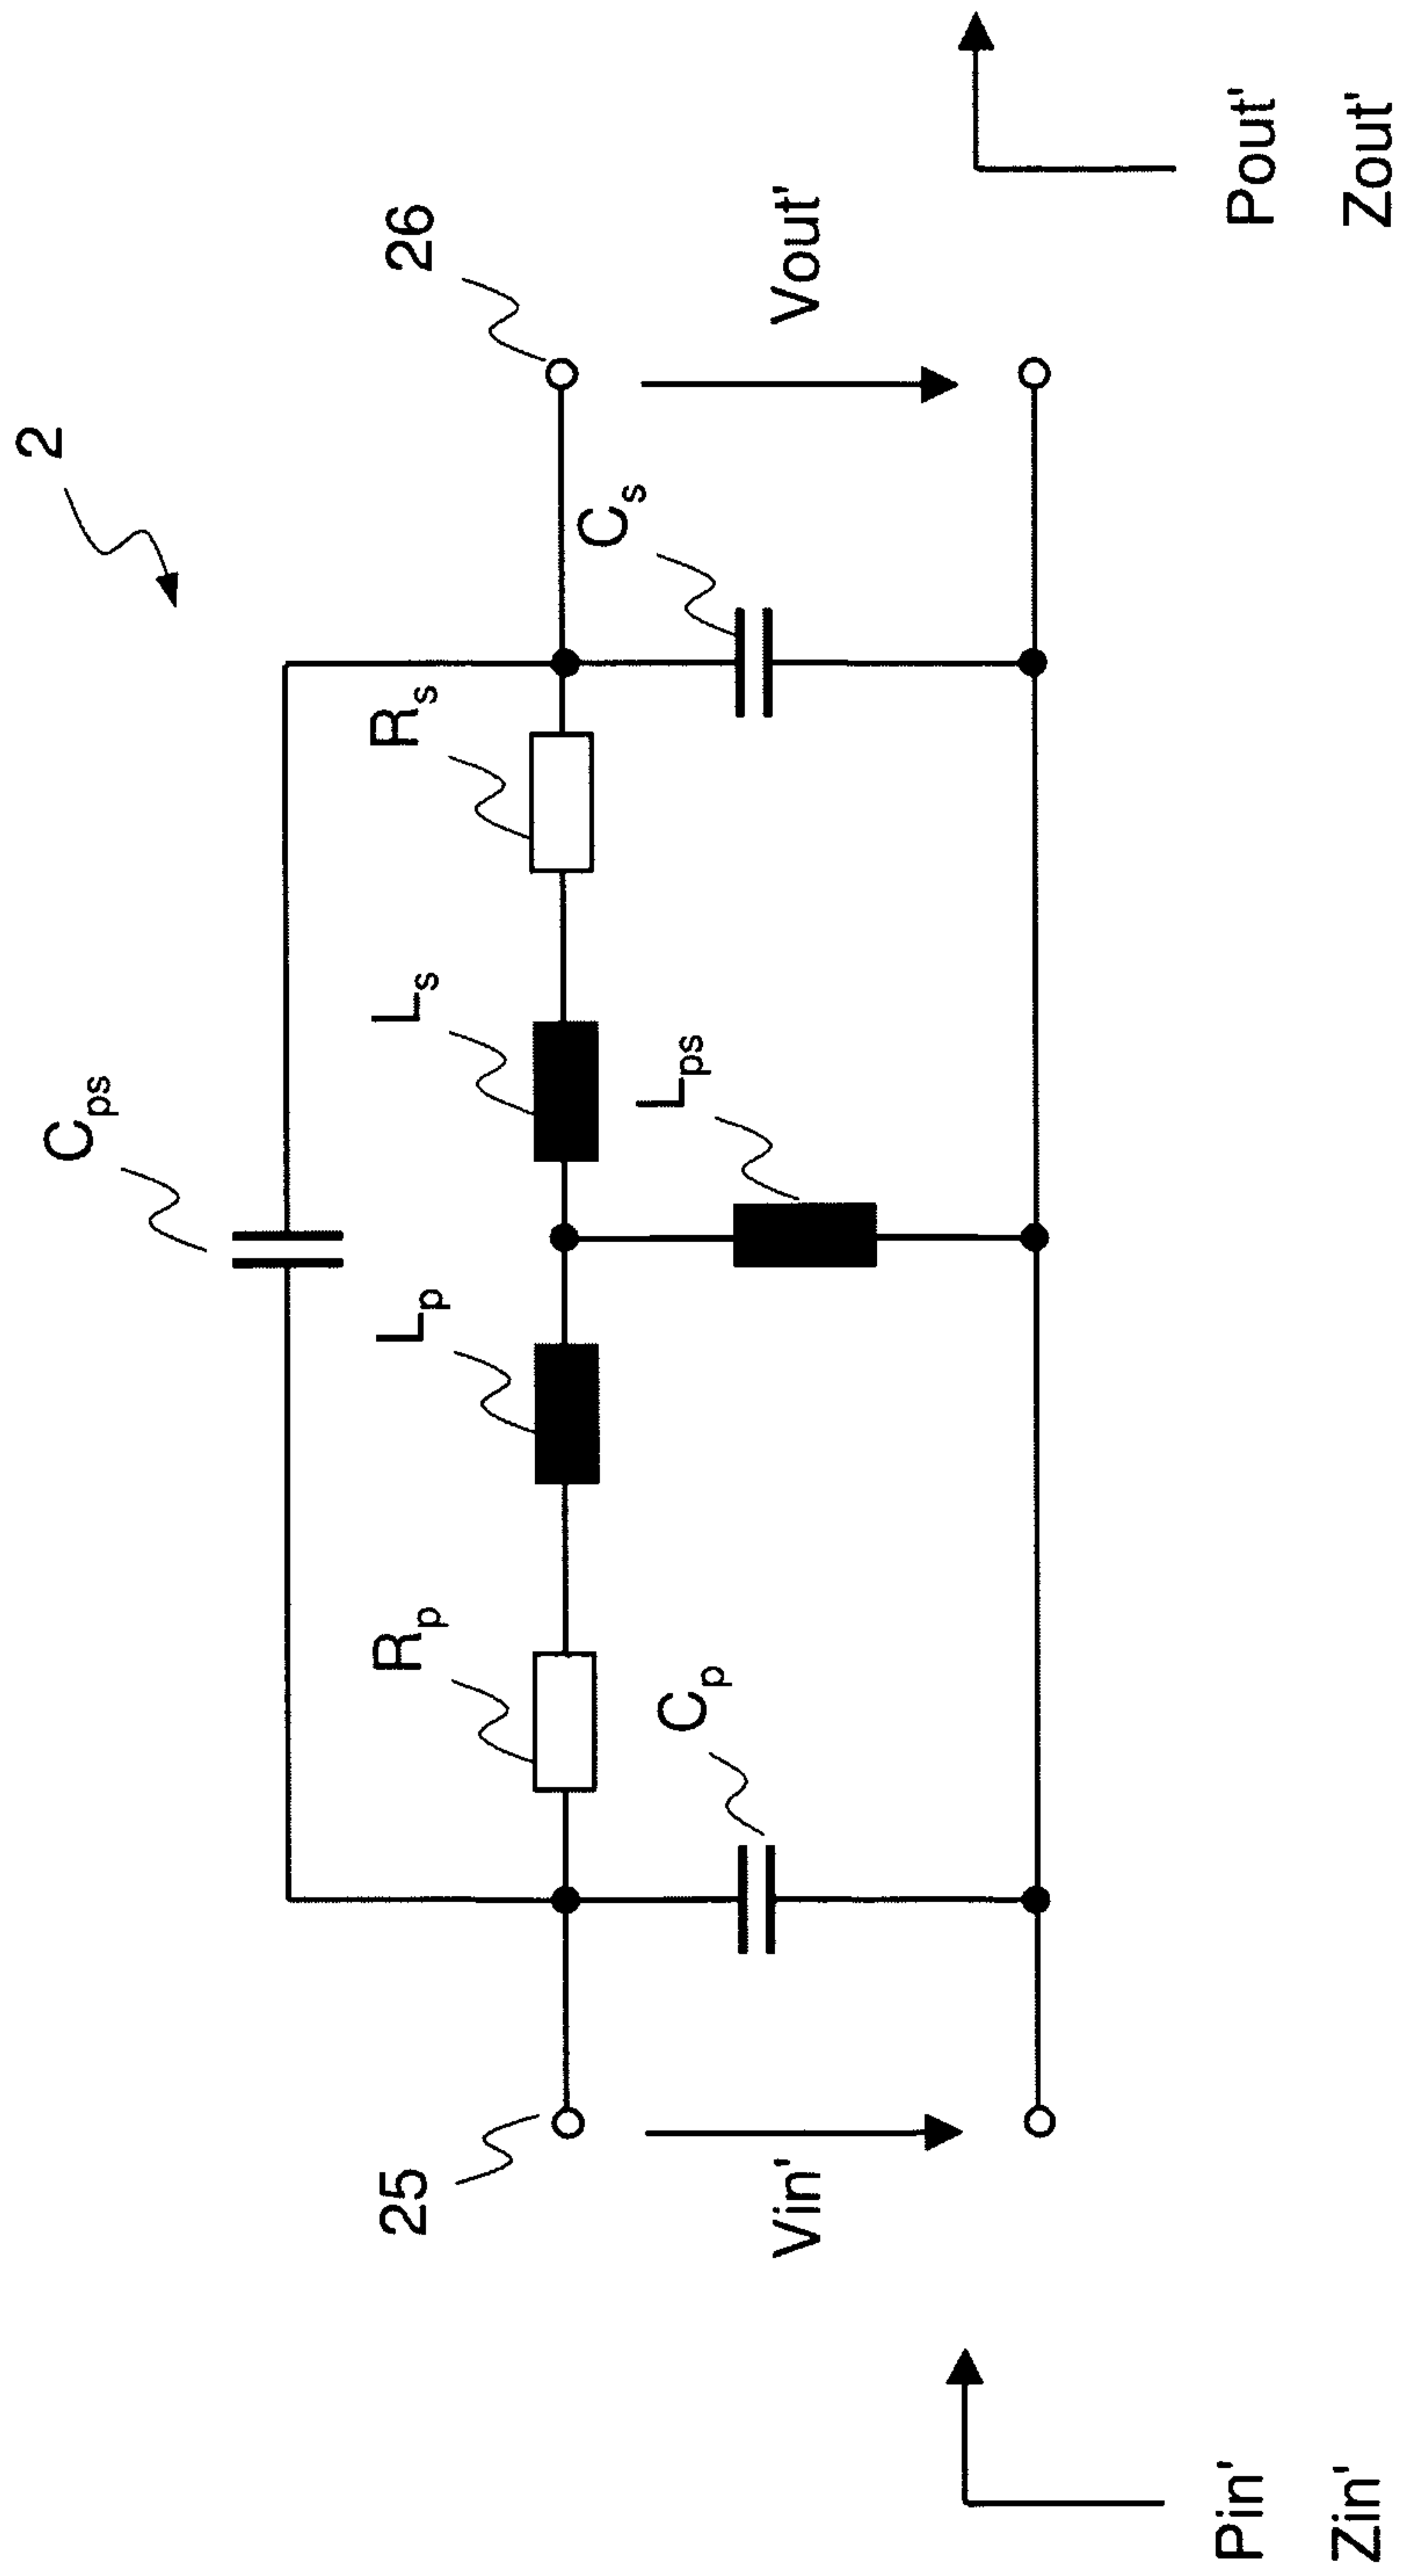 2
C_ps
25
R_p
L_p
L_s
R_s
26
C_p
L_ps
C_s
Vin'
Vout'
Pin'
Zin'
Pout'
Zout'